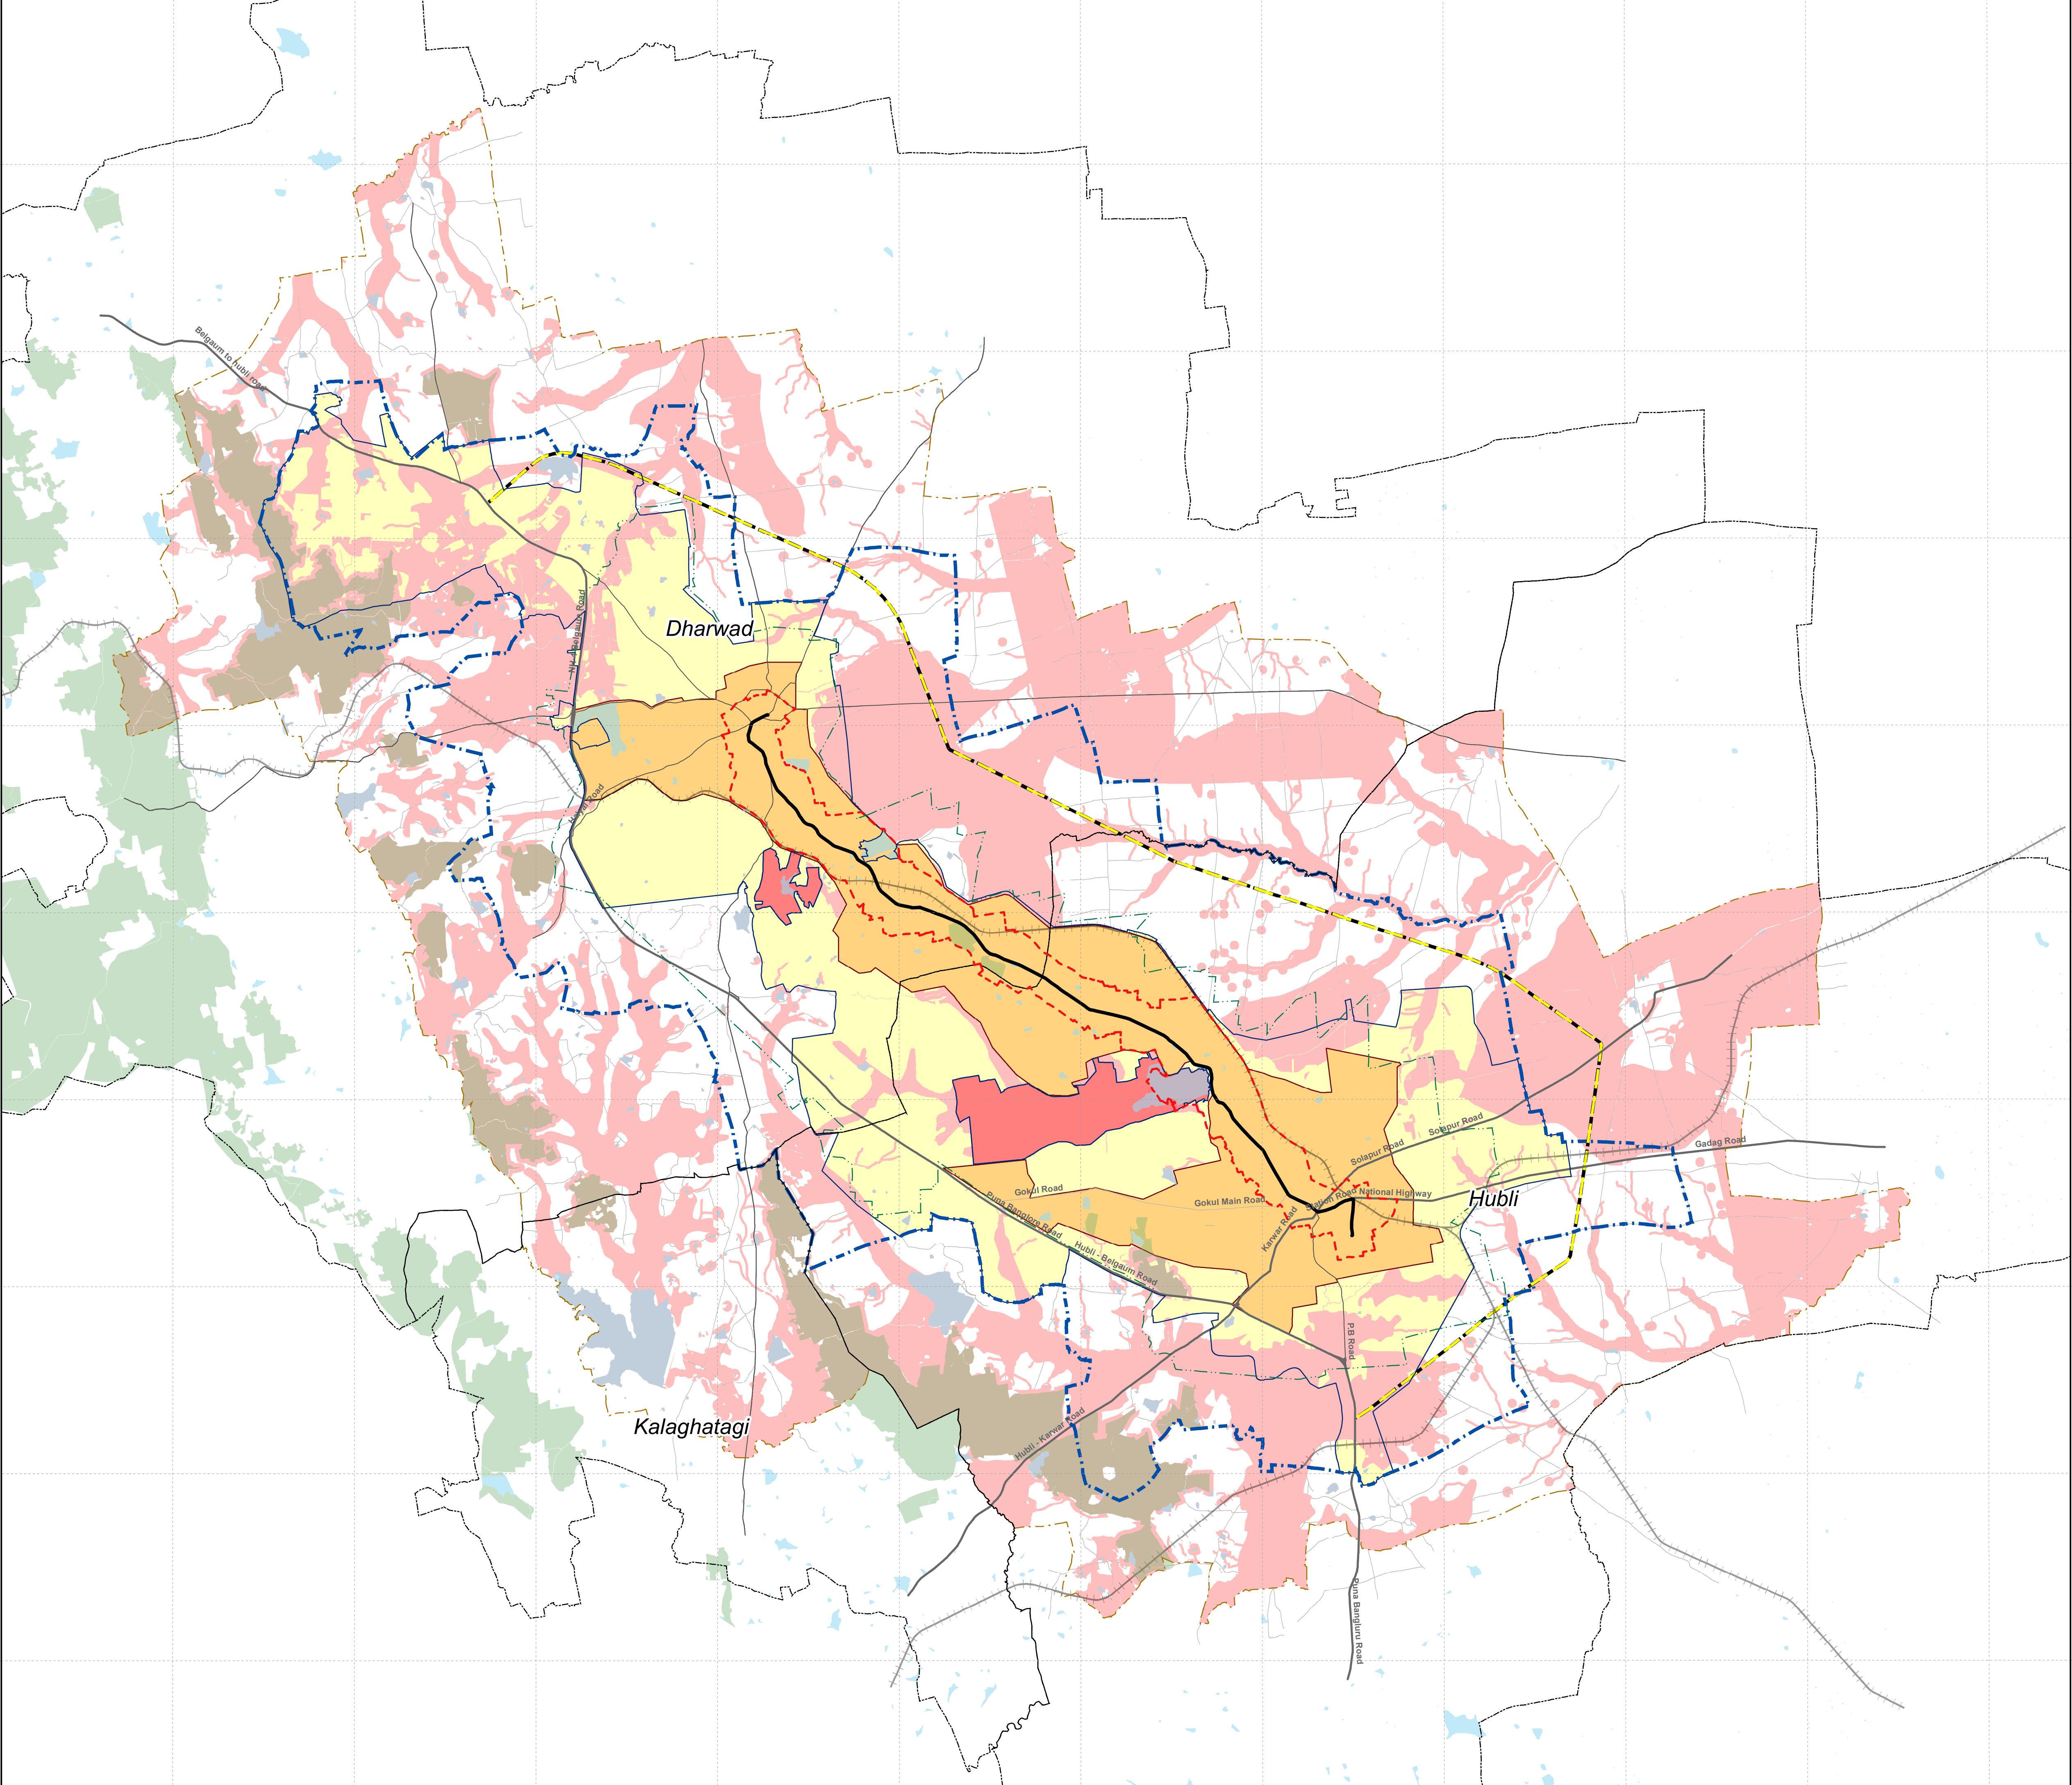 Belgaum to hubli road
Dharwad
NH-4 Belgaum Road
Solapur Road
Solapur Road
Gadag Road
Gokul Road
Gokul Main Road
Station Road
National Highway
Hubli
Puna Banglore Road
Karwar Road
Hubli - Belgaum Road
P.B Road
Kalaghatagi
Hubli - Karwar Road
Puna Bangluru Road